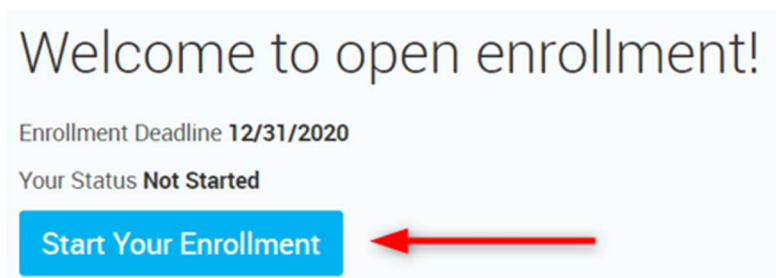 Welcome to open enrollment!
Enrollment Deadline 12/31/2020
Your Status Not Started
Start Your Enrollment